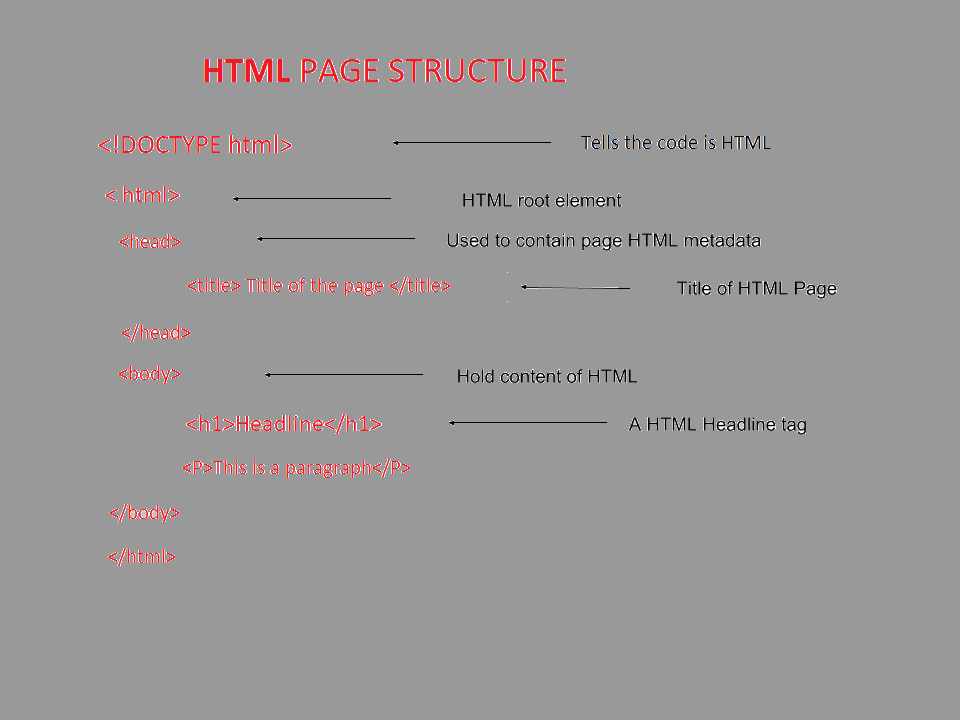 HTML PAGE STRUCTURE
<!DOCTYPE html> Tells the code is HTML
< html> HTML root element
<head> Used to contain page HTML metadata
<title> Title of the page </title> Title of HTML Page
</head>
<body> Hold content of HTML
<h1>Headline</h1> A HTML Headline tag
<P>This is a paragraph</P>
</body>
</html>